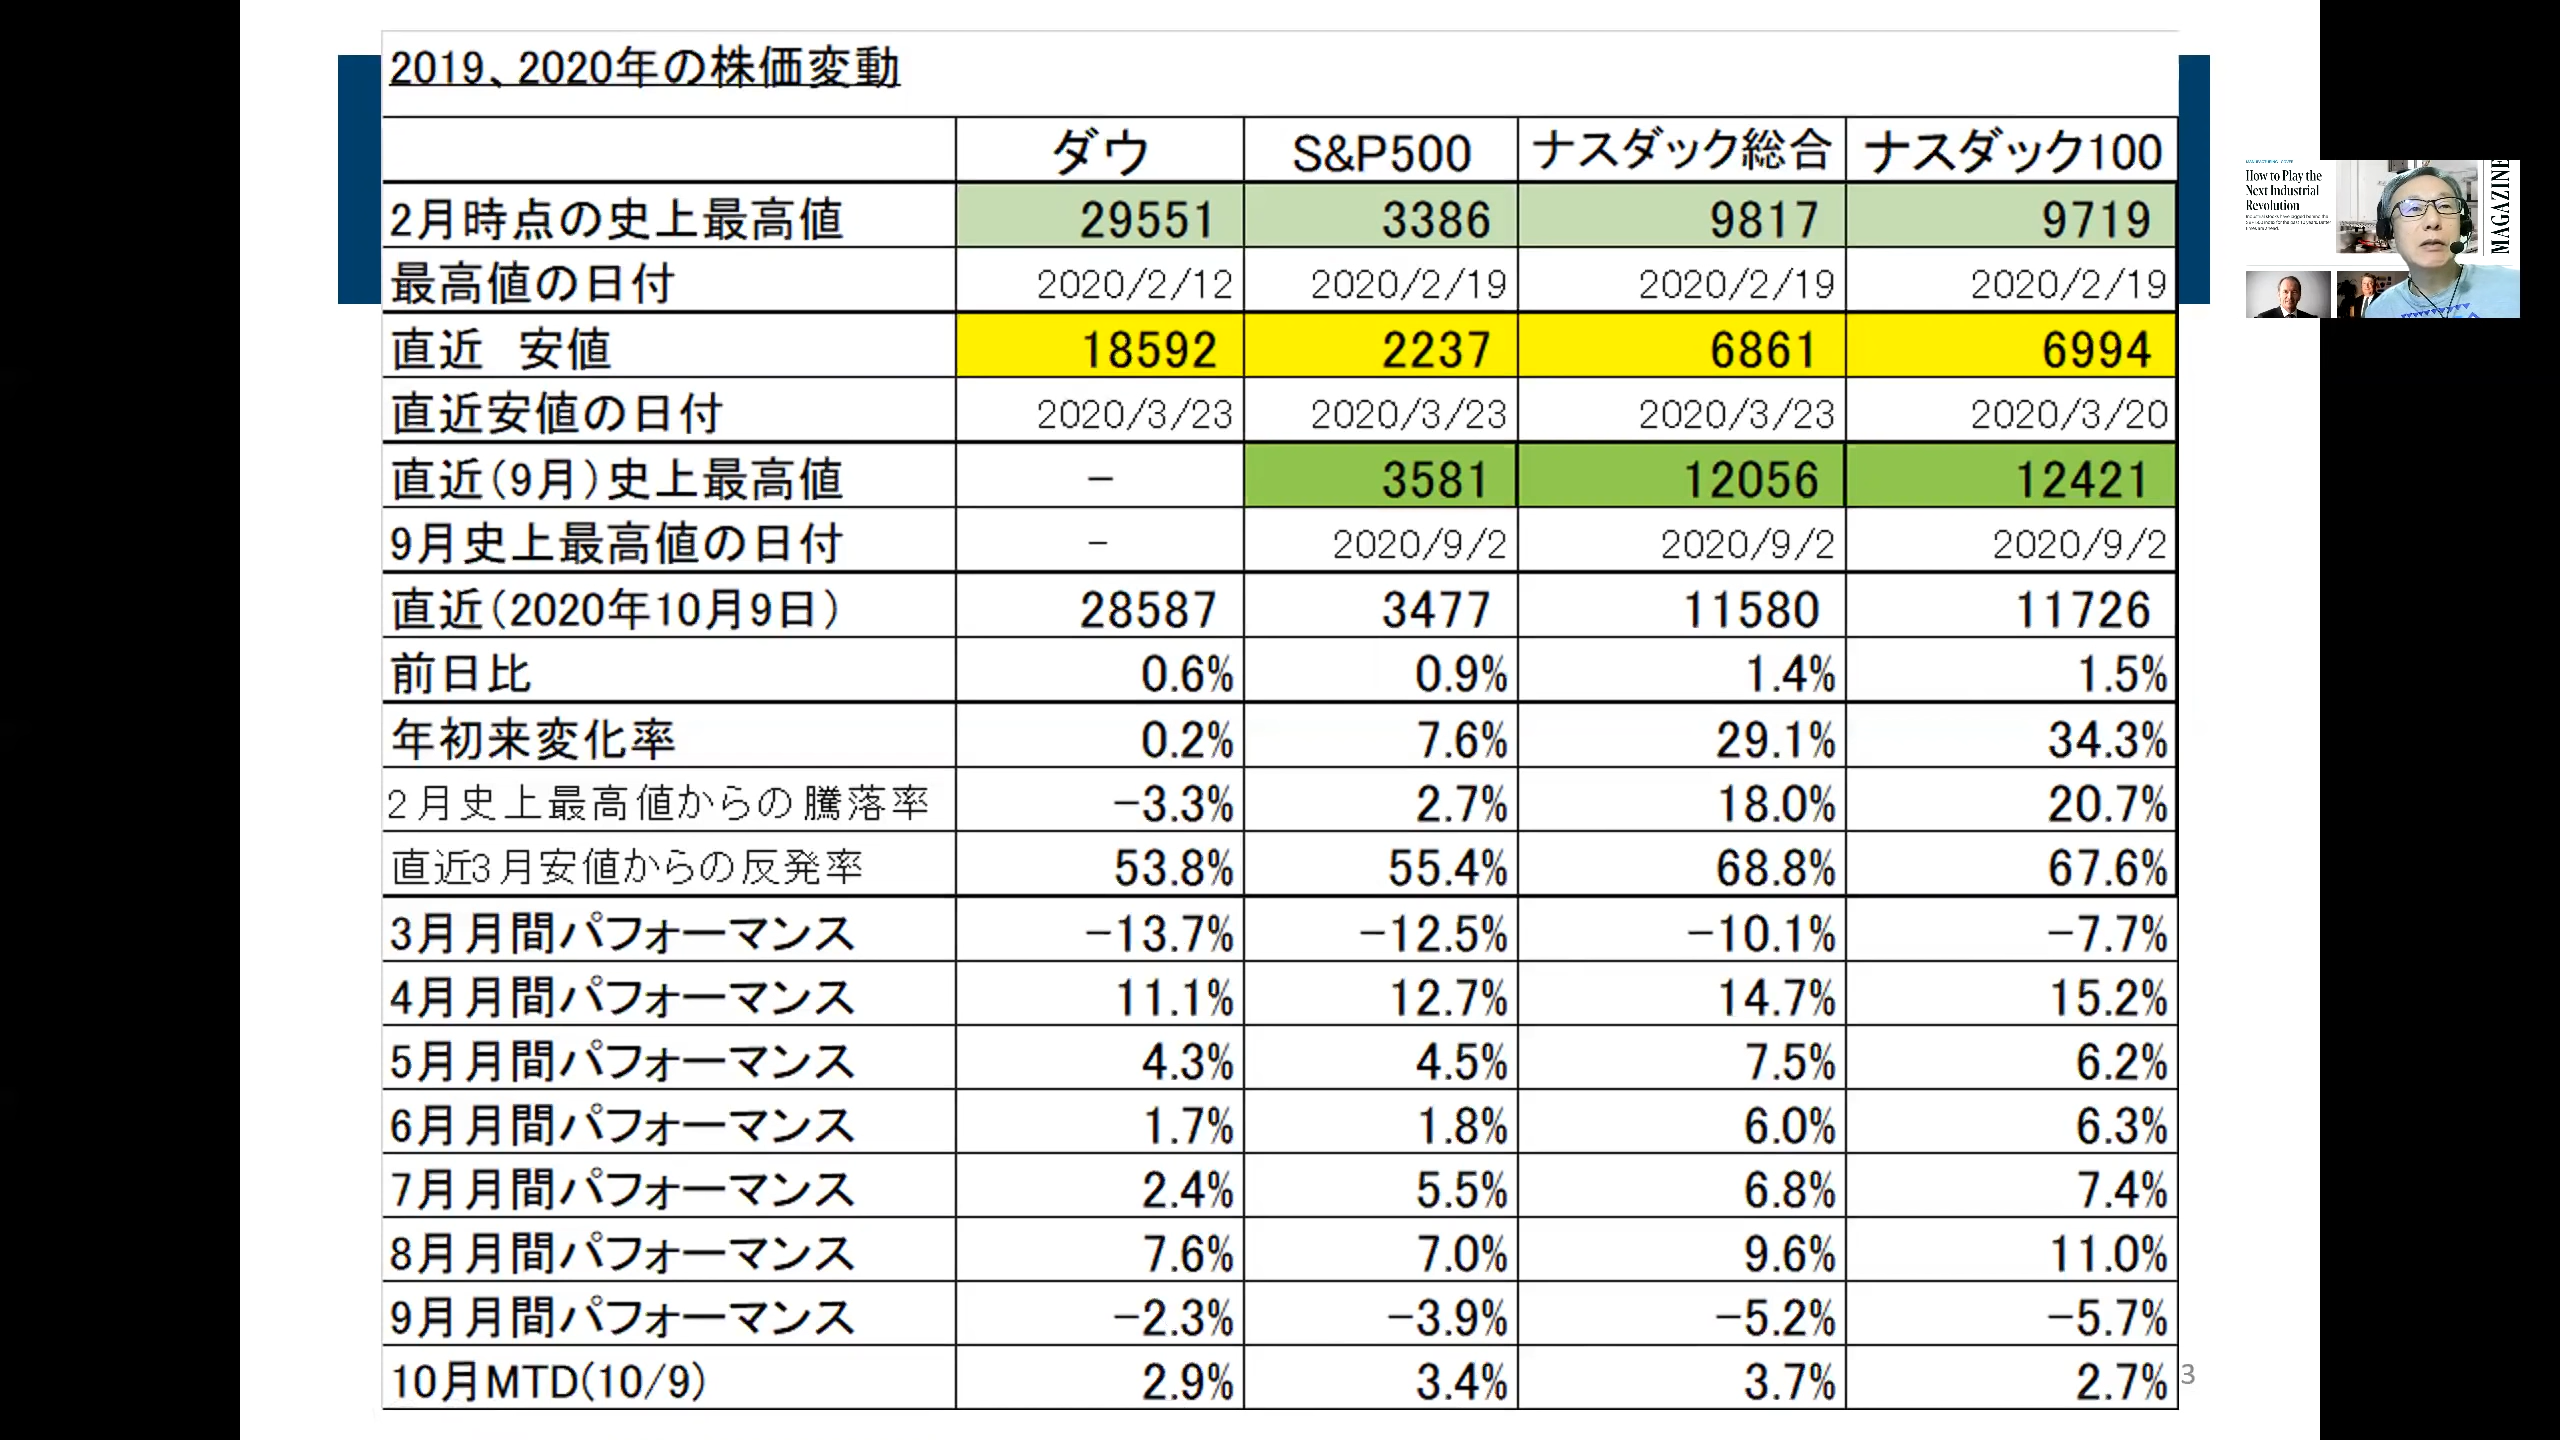 2019、2020年の株価変動
ダウ S&P500 ナスダック総合 ナスダック100
2月時点の史上最高値 29551 3386 9817 9719
最高値の日付 2020/2/12 2020/2/19 2020/2/19 2020/2/19
直近 安値 18592 2237 6861 6994
直近安値の日付 2020/3/23 2020/3/23 2020/3/23 2020/3/20
直近(9月)史上最高値 - 3581 12056 12421
9月史上最高値の日付 - 2020/9/2 2020/9/2 2020/9/2
直近(2020年10月9日) 28587 3477 11580 11726
前日比 0.6% 0.9% 1.4% 1.5%
年初来変化率 0.2% 7.6% 29.1% 34.3%
2月史上最高値からの騰落率 -3.3% 2.7% 18.0% 20.7%
直近3月安値からの反発率 53.8% 55.4% 68.8% 67.6%
3月月間パフォーマンス -13.7% -12.5% -10.1% -7.7%
4月月間パフォーマンス 11.1% 12.7% 14.7% 15.2%
5月月間パフォーマンス 4.3% 4.5% 7.5% 6.2%
6月月間パフォーマンス 1.7% 1.8% 6.0% 6.3%
7月月間パフォーマンス 2.4% 5.5% 6.8% 7.4%
8月月間パフォーマンス 7.6% 7.0% 9.6% 11.0%
9月月間パフォーマンス -2.3% -3.9% -5.2% -5.7%
10月MTD(10/9) 2.9% 3.4% 3.7% 2.7%
3
How to Play the
Next Industrial
Revolution
MAGAZINE